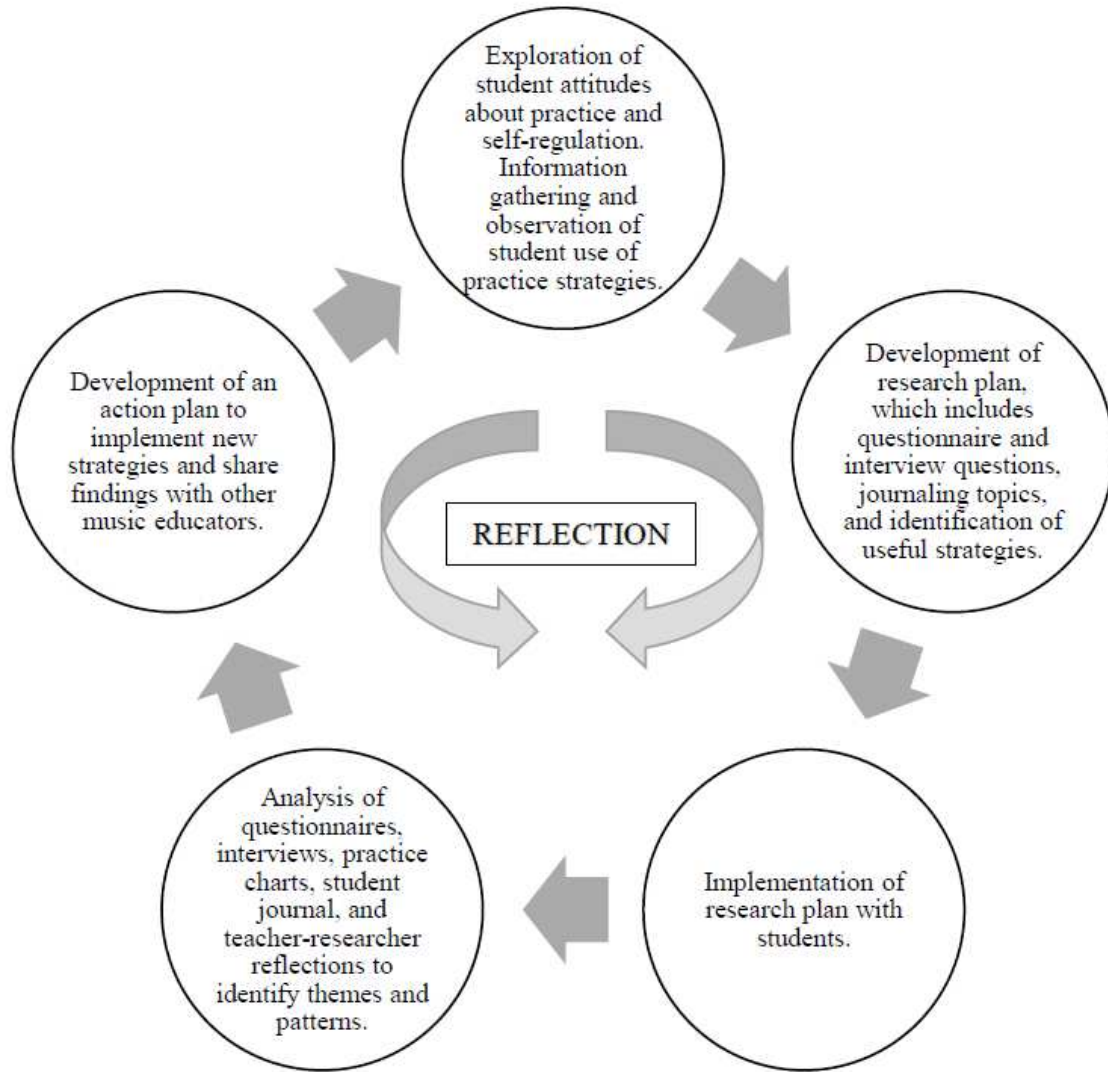 Exploration of
student attitudes
about practice and
self-regulation.
Information
gathering and
observation of
student use of
practice strategies.
Development of
research plan,
which includes
questionnaire and
interview questions,
journaling topics,
and identification of
useful strategies.
Implementation of
research plan with
students.
Analysis of
questionnaires,
interviews, practice
charts, student
journal, and
teacher-researcher
reflections to
identify themes and
patterns.
Development of an
action plan to
implement new
strategies and share
findings with other
music educators.
REFLECTION